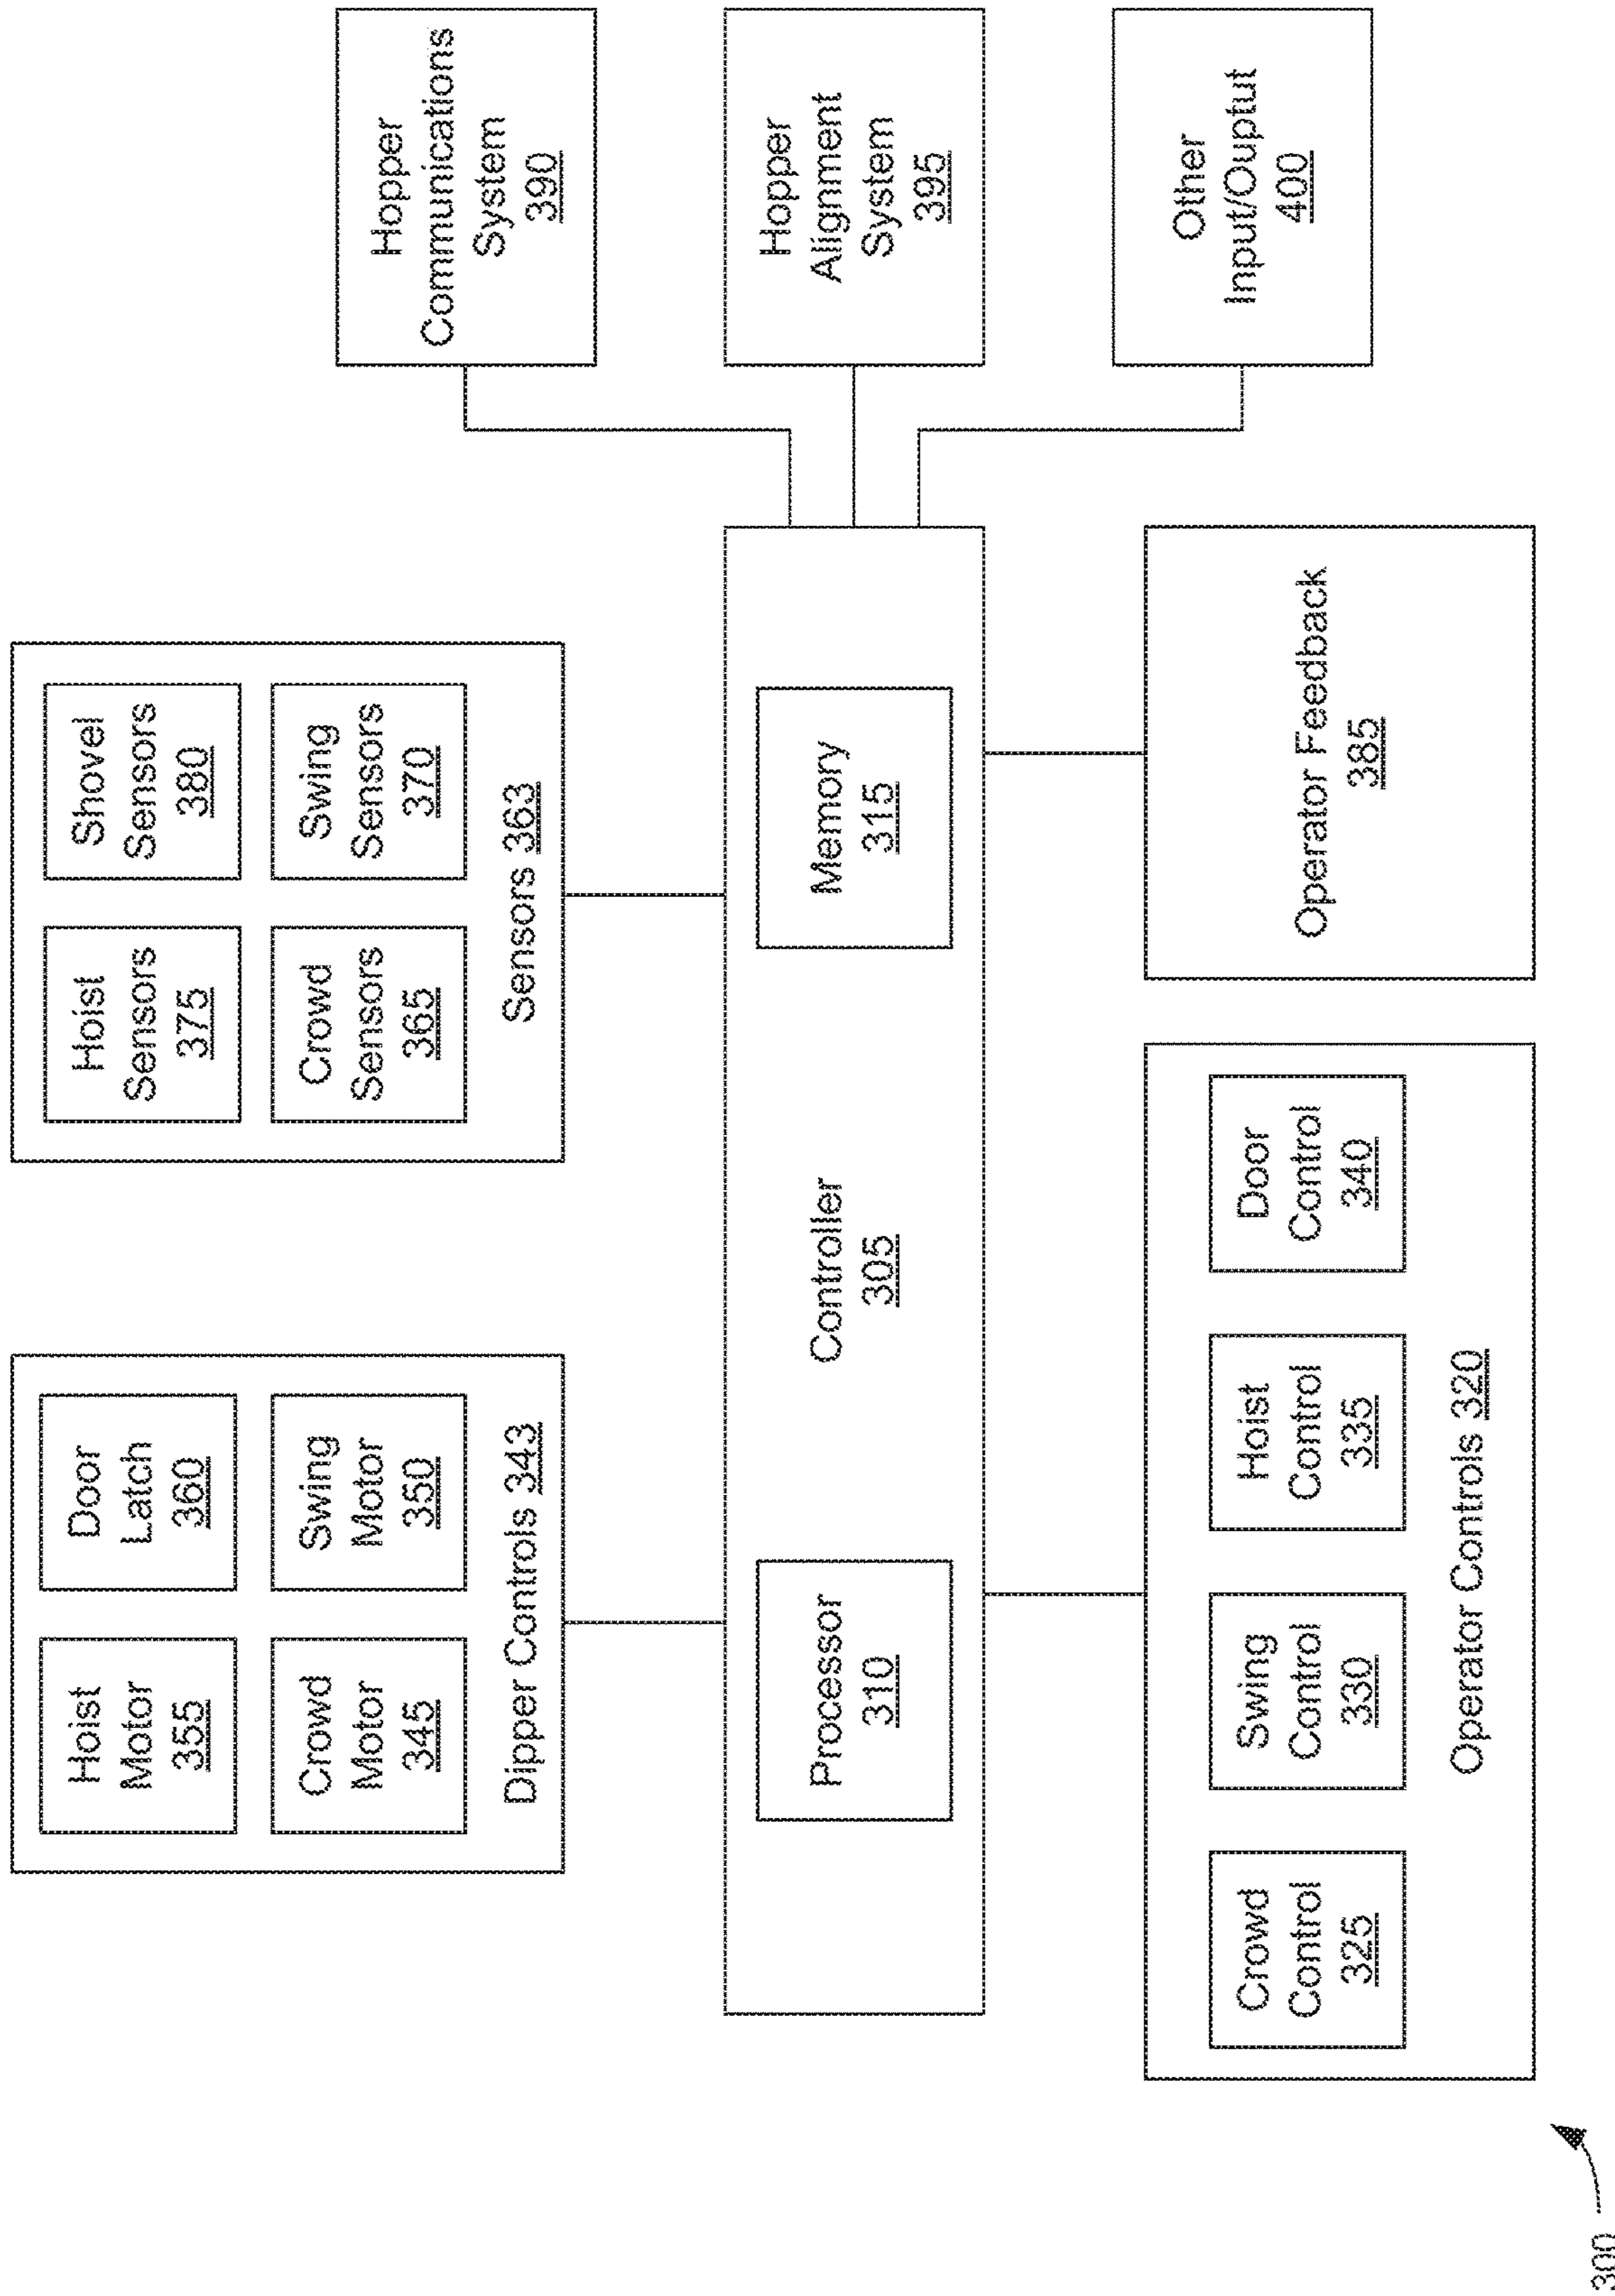 Hoist
Motor
355
Door
Latch
360
Crowd
Motor
345
Swing
Motor
350
Dipper Controls 343
Hoist
Sensors
375
Shovel
Sensors
380
Crowd
Sensors
365
Swing
Sensors
370
Sensors 363
Hopper
Communications
System
390
Processor
310
Controller
305
Memory
315
Hopper
Alignment
System
395
Crowd
Control
325
Swing
Control
330
Hoist
Control
335
Door
Control
340
Operator Controls 320
Operator Feedback
385
Other
Input/Ouptut
400
300